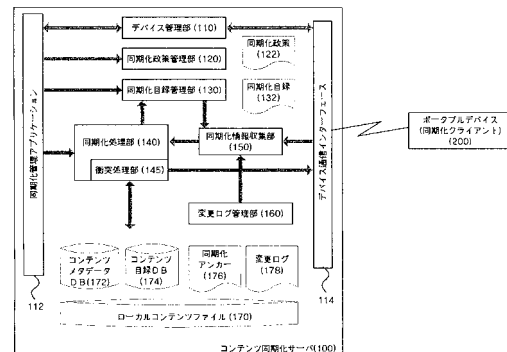 デバイス管理部(110)
同期化政策管理部(120)
同期化政策
(122)
同期化目録管理部(130)
同期化目録
(132)
同期化管理アプリケーション
同期化処理部(140)
衝突処理部(145)
同期化情報収集部
(150)
変更ログ管理部(160)
デバイス通信インターフェース
ポータブルデバイス
(同期化クライアント)
(200)
コンテンツ
メタデータ
DB(172)
コンテンツ
目録DB
(174)
同期化
アンカー
(176)
変更ログ
(178)
112
114
ローカルコンテンツファイル(170)
コンテンツ同期化サーバ(100)